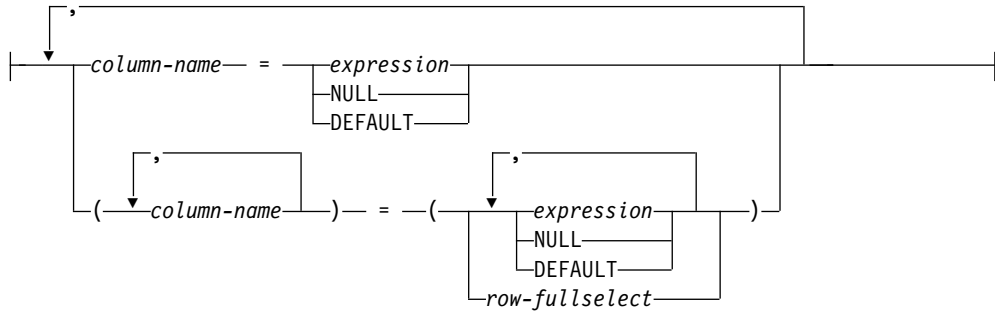 ,
column-name = expression
NULL
DEFAULT
, ,
( column-name ) = ( expression )
NULL
DEFAULT
row-fullselect